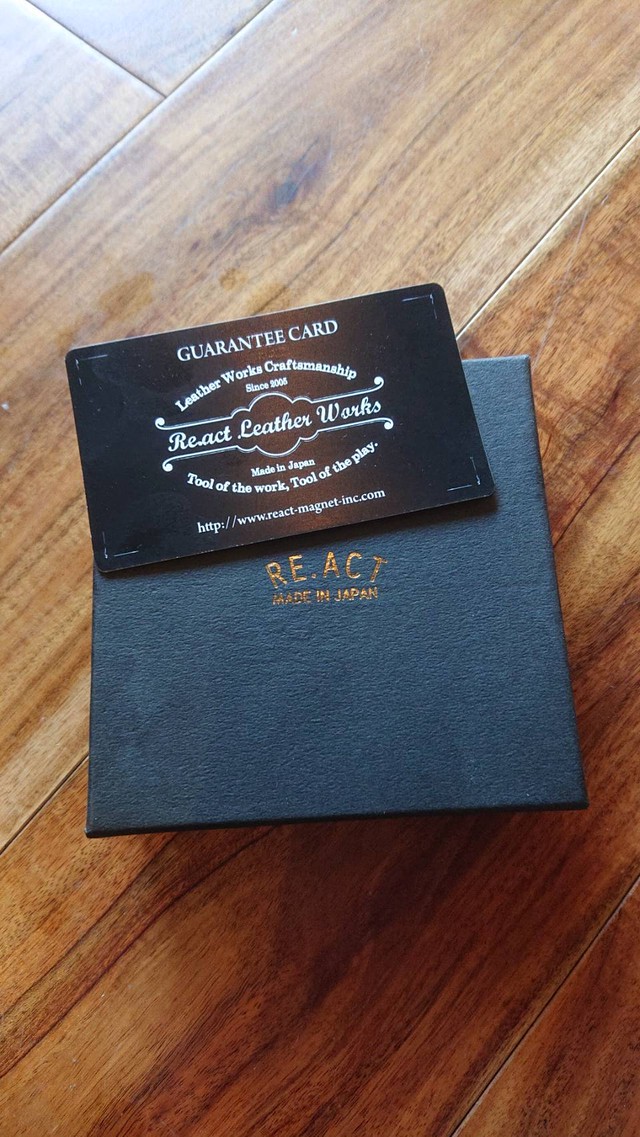 GUARANTEE CARD
Leather Works Craftsmanship
Since 2005
Re.act Leather Works
Made in Japan
Tool of the work, Tool of the play.
http://www.react-magnet-inc.com
RE.ACT
MADE IN JAPAN